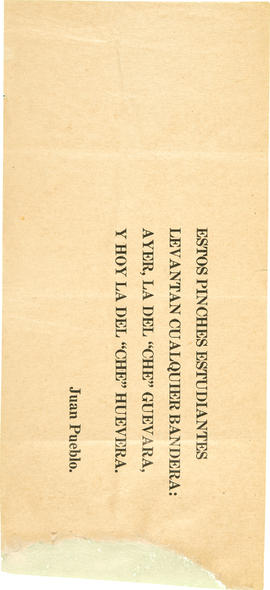 ESTOS PINCHES ESTUDIANTES
LEVANTAN CUALQUIER BANDERA:
AYER, LA DEL “CHE” GUEVARA,
Y HOY LA DEL “CHE” HUEVERA.
Juan Pueblo.